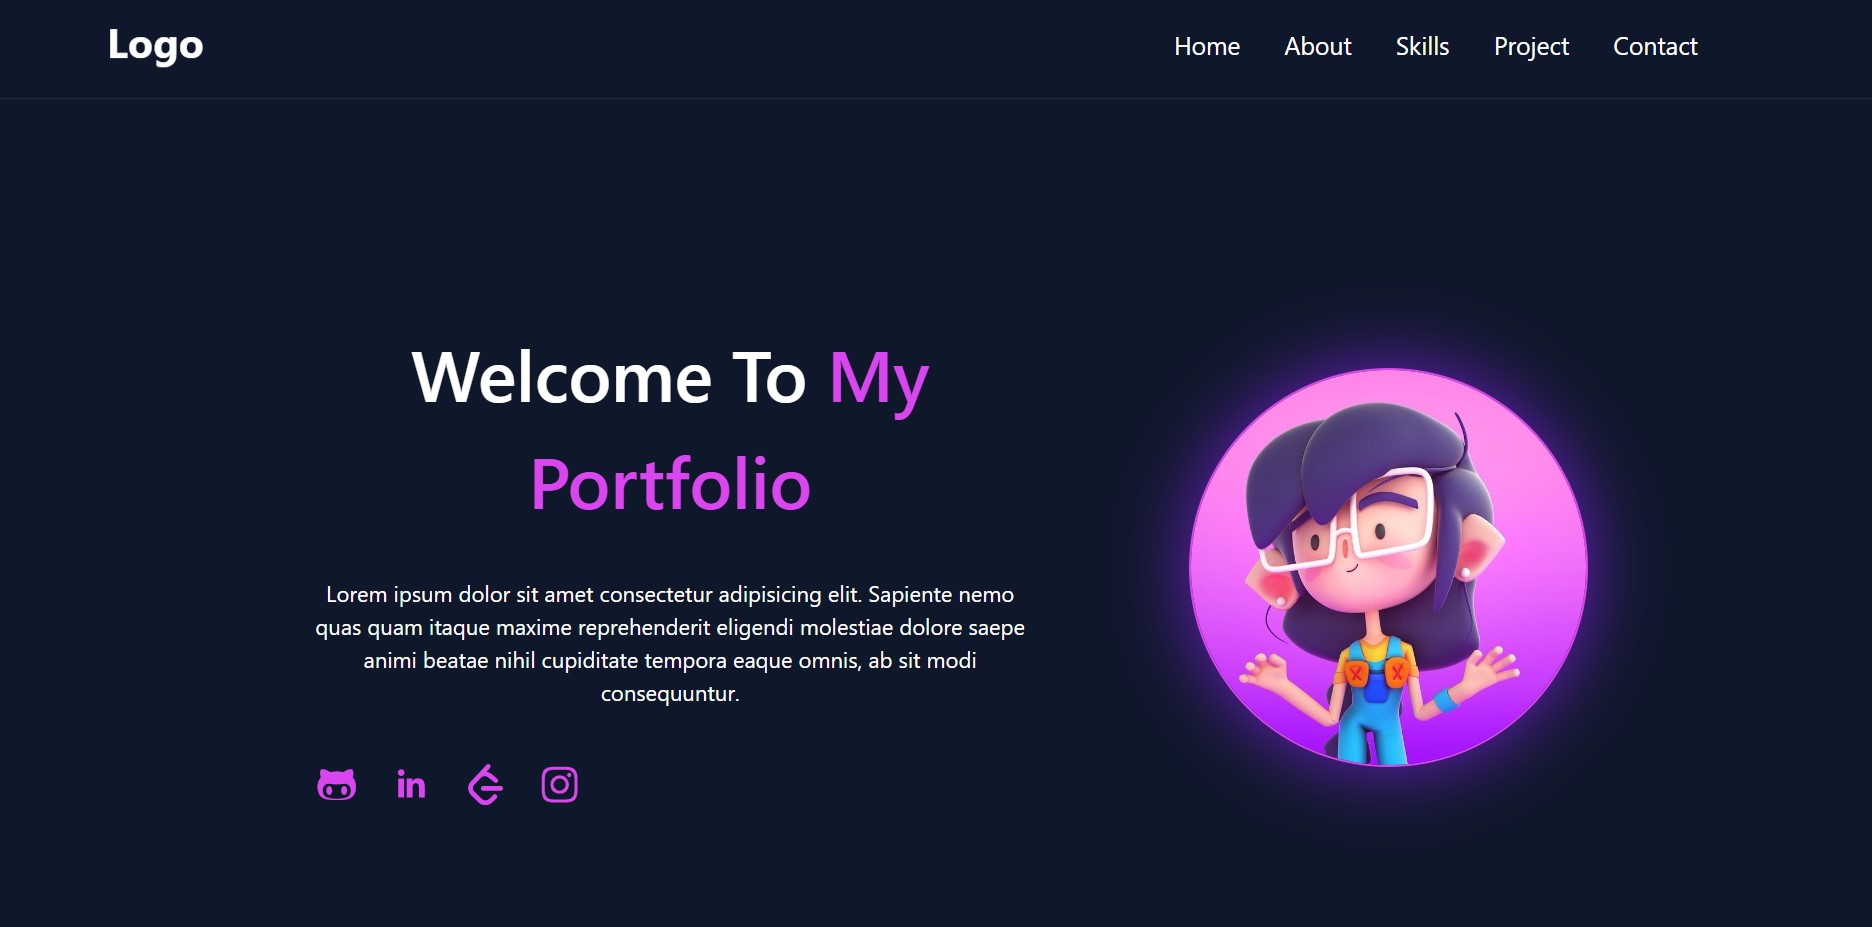 Logo
Home About Skills Project Contact
Welcome To My
Portfolio
Lorem ipsum dolor sit amet consectetur adipisicing elit. Sapiente nemo
quas quam itaque maxime reprehenderit eligendi molestiae dolore saepe
animi beatae nihil cupiditate tempora eaque omnis, ab sit modi
consequuntur.
in